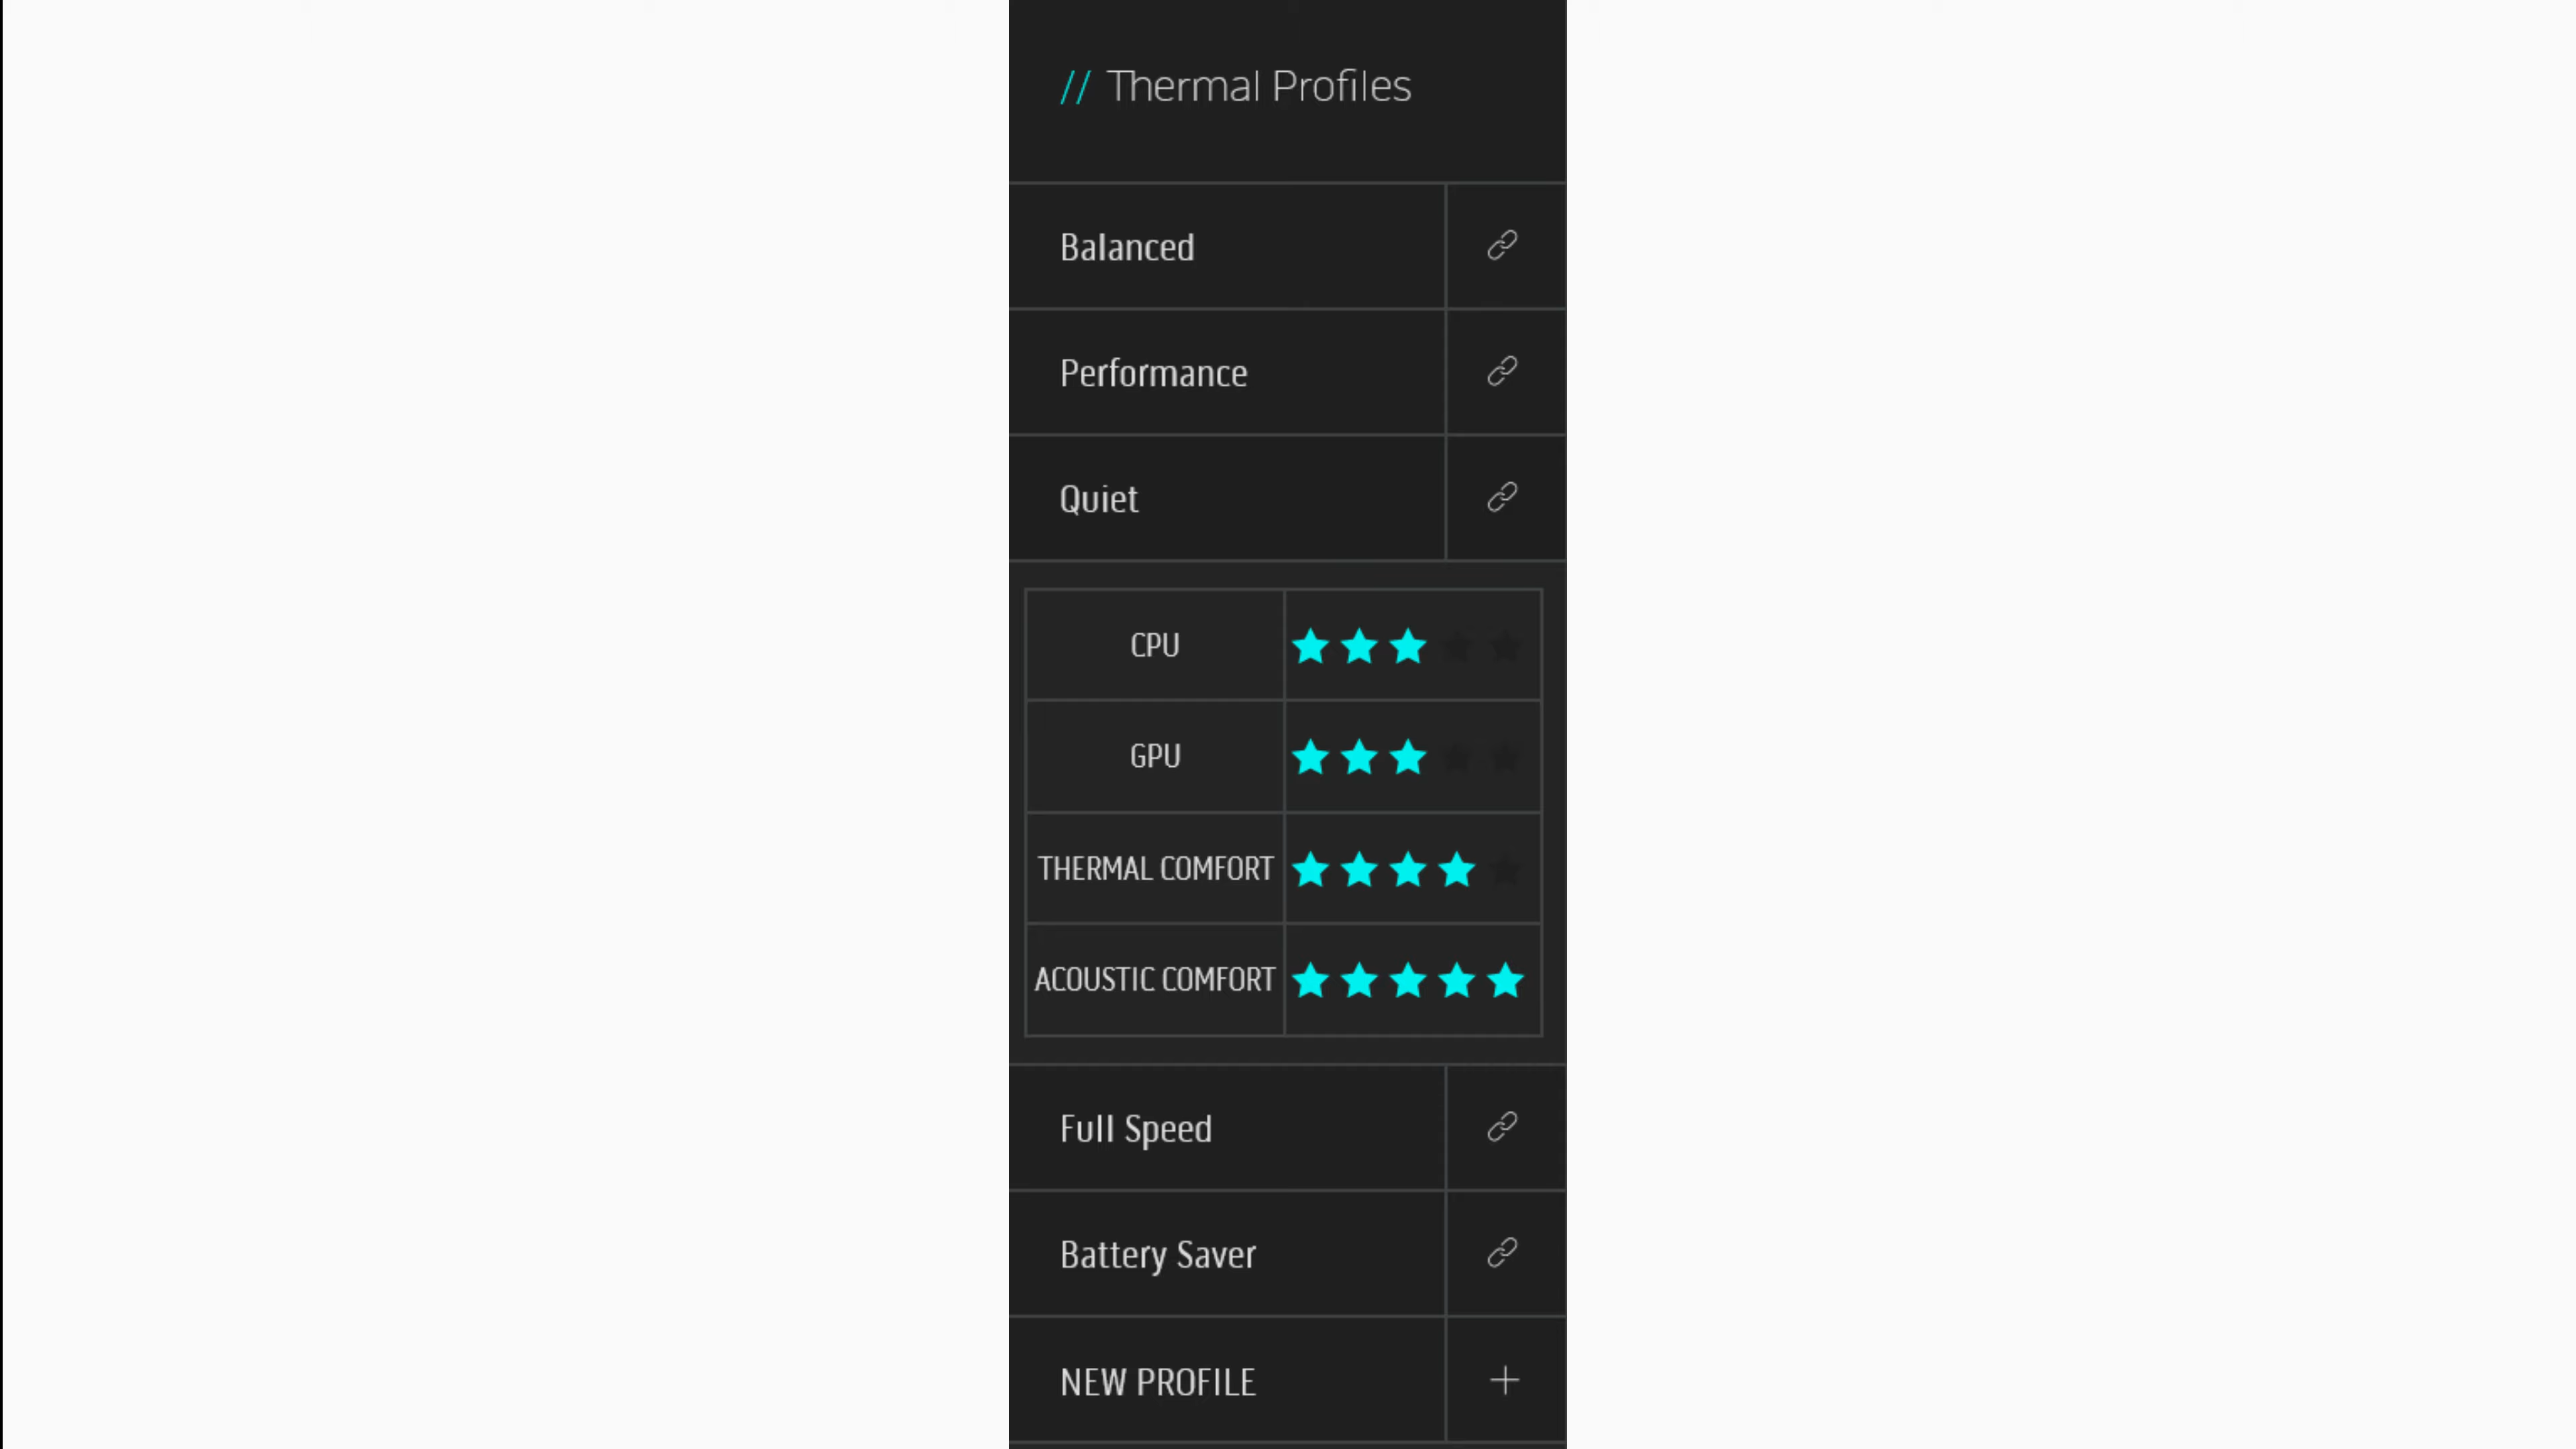 // Thermal Profiles
Balanced
Performance
Quiet
CPU
GPU
THERMAL COMFORT
ACOUSTIC COMFORT
Full Speed
Battery Saver
NEW PROFILE